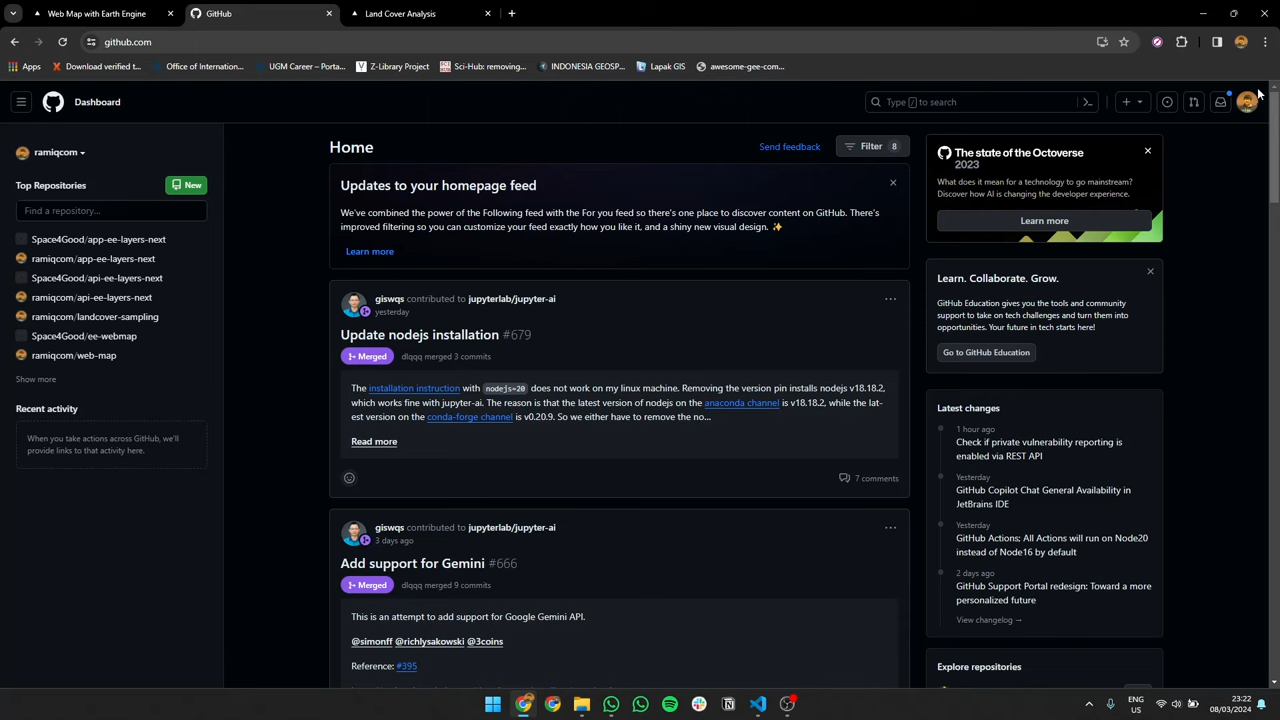 Web Map with Earth Engine
GitHub
Land Cover Analysis
github.com
Apps
Download verified t...
Office of Internation...
UGM Career – Porta...
Z-Library Project
Sci-Hub: removing...
INDONESIA GEOSP...
Lapak GIS
awesome-gee-com...
Dashboard
Type / to search
ramiqcom
Top Repositories
New
Find a repository...
Space4Good/app-ee-layers-next
ramiqcom/app-ee-layers-next
Space4Good/api-ee-layers-next
ramiqcom/api-ee-layers-next
ramiqcom/landcover-sampling
Space4Good/ee-webmap
ramiqcom/web-map
Show more
Recent activity
When you take actions across GitHub, we'll
provide links to that activity here.
Home
Send feedback
Filter 8
Updates to your homepage feed
We've combined the power of the Following feed with the For you feed so there's one place to discover content on GitHub. There's
improved filtering so you can customize your feed exactly how you like it, and a shiny new visual design. ✨
Learn more
giswqs contributed to jupyterlab/jupyter-ai
yesterday
Update nodejs installation #679
Merged
dlqqq merged 3 commits
The installation instruction with nodejs=20 does not work on my linux machine. Removing the version pin installs nodejs v18.18.2,
which works fine with jupyter-ai. The reason is that the latest version of nodejs on the anaconda channel is v18.18.2, while the lat-
est version on the conda-forge channel is v0.20.9. So we either have to remove the no...
Read more
7 comments
giswqs contributed to jupyterlab/jupyter-ai
3 days ago
Add support for Gemini #666
Merged
dlqqq merged 9 commits
This is an attempt to add support for Google Gemini API.
@simonff @richlysakowski @3coins
Reference: #395
The state of the Octoverse
2023
What does it mean for a technology to go mainstream?
Discover how AI is changing the developer experience.
Learn more
Learn. Collaborate. Grow.
GitHub Education gives you the tools and community
support to take on tech challenges and turn them into
opportunities. Your future in tech starts here!
Go to GitHub Education
Latest changes
1 hour ago
Check if private vulnerability reporting is
enabled via REST API
Yesterday
GitHub Copilot Chat General Availability in
JetBrains IDE
Yesterday
GitHub Actions; All Actions will run on Node20
instead of Node16 by default
2 days ago
GitHub Support Portal redesign: Toward a more
personalized future
View changelog →
Explore repositories
ENG
US
23:22
08/03/2024